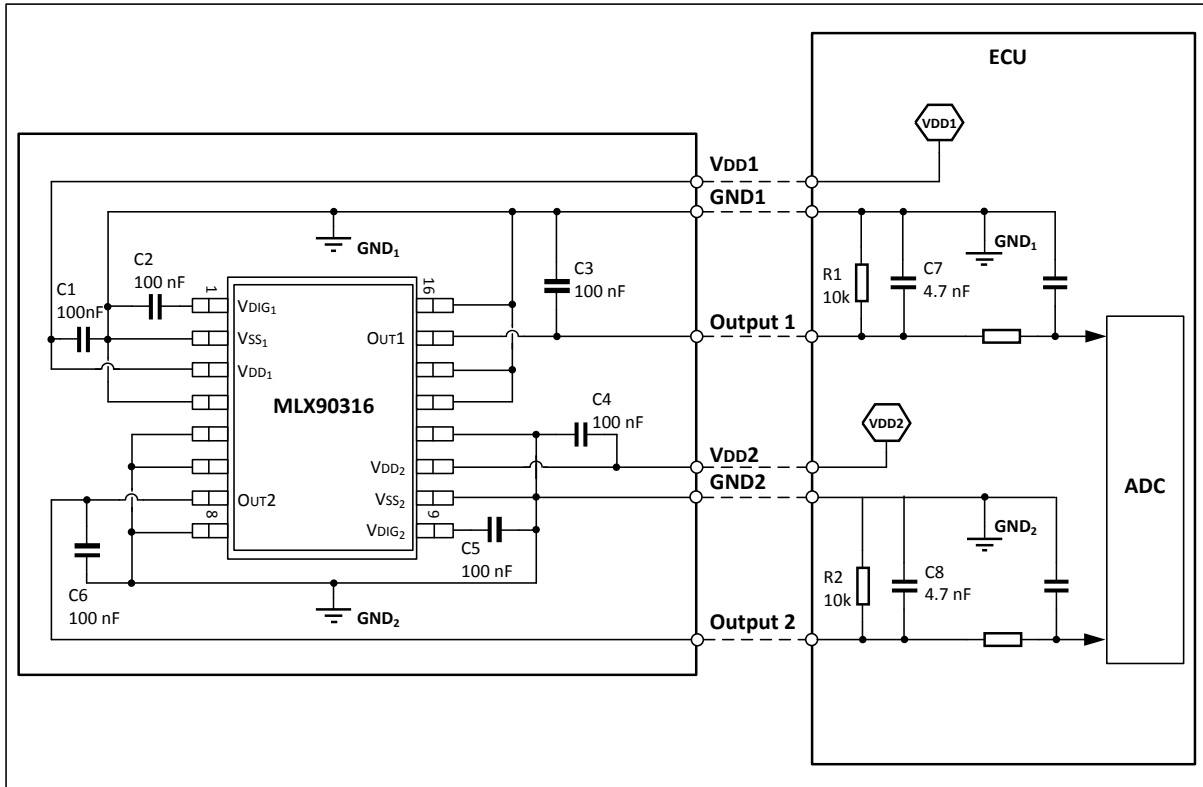 ECU
VDD1
VDD1
GND1
GND1
GND1
C2
100 nF
C1
100nF
C3
100 nF
R1
10k
C7
4.7 nF
1
16
VDIG1
VSS1
OUT1
Output 1
VDD1
MLX90316
C4
100 nF
VDD2
VDD2
VDD2
GND2
ADC
OUT2
VSS2
8
9
VDIG2
GND2
C5
100 nF
C6
100 nF
GND2
R2
10k
C8
4.7 nF
Output 2